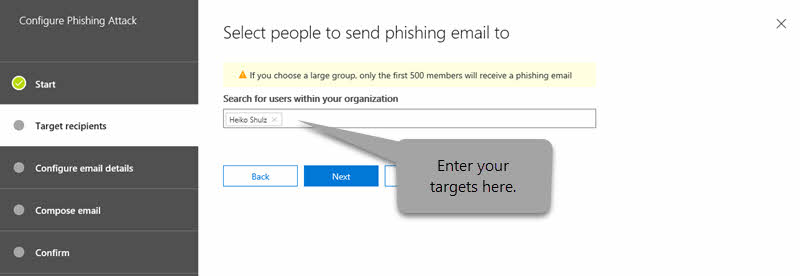 Configure Phishing Attack
Start
Target recipients
Configure email details
Compose email
Confirm
Select people to send phishing email to
If you choose a large group, only the first 500 members will receive a phishing email
Search for users within your organization
Heiko Shulz
Back
Next
Enter your
targets here.